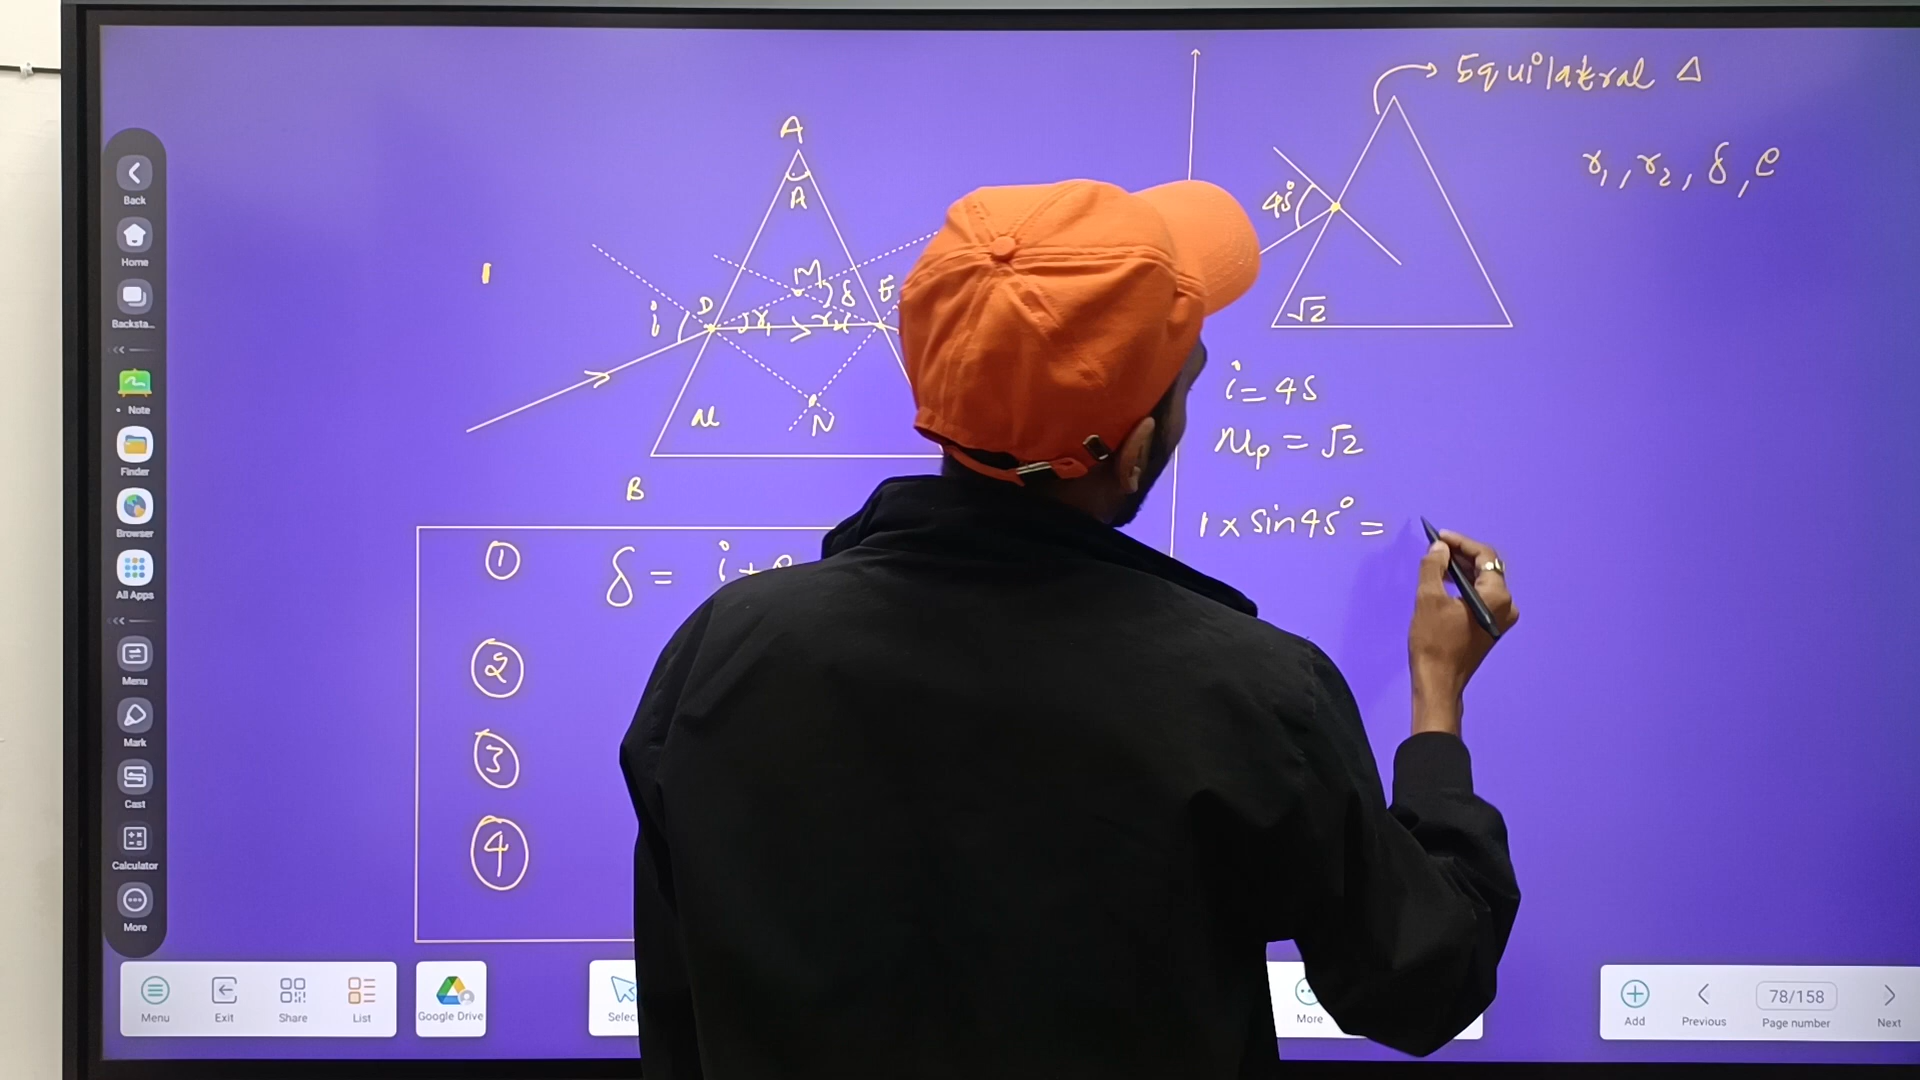 Back
Home
Backsta...
Note
Finder
Browser
All Apps
Menu
Mark
Cast
Calculator
More
A
A
M
δ
E
i
D
r₁
r₂
μ
N
B
① δ = i +
②
③
④
Equilateral Δ
r₁, r₂, δ, e
45°
√2
i = 45
μp = √2
1 × sin 45° =
Menu
Exit
Share
List
Google Drive
Selec
More
Add
Previous
78/158
Page number
Next